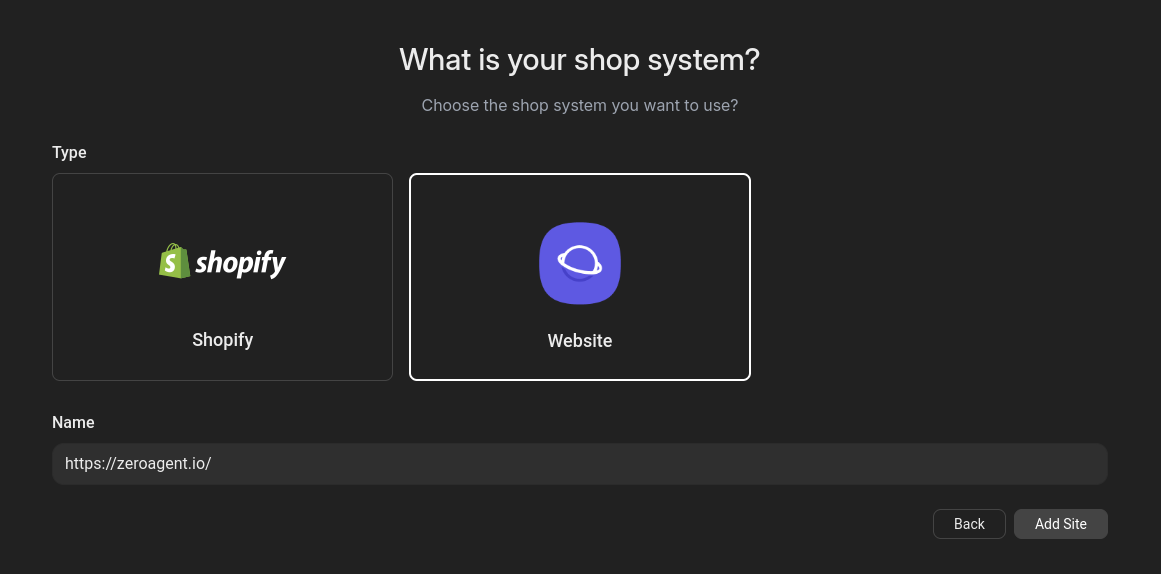 What is your shop system?
Choose the shop system you want to use?
Type
shopify
Shopify
Website
Name
https://zeroagent.io/
Back
Add Site